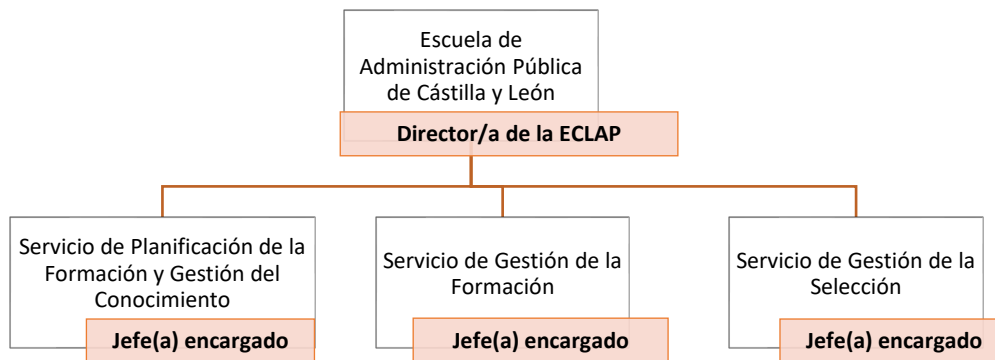 Escuela de
Administración Pública
de Cástilla y León
Director/a de la ECLAP
Servicio de Planificación de la
Formación y Gestión del
Conocimiento
Jefe(a) encargado
Servicio de Gestión de la
Formación
Jefe(a) encargado
Servicio de Gestión de la
Selección
Jefe(a) encargado